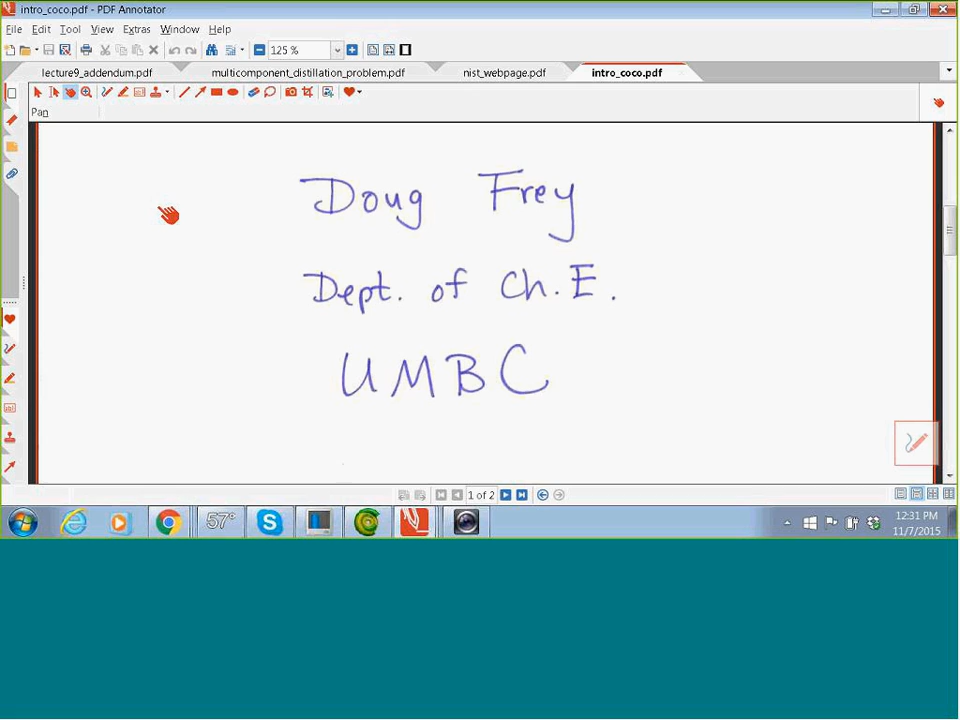 intro_coco.pdf - PDF Annotator
File Edit Tool View Extras Window Help
125 %
lecture9_addendum.pdf multicomponent_distillation_problem.pdf nist_webpage.pdf intro_coco.pdf
Pan
Doug Frey
Dept. of Ch. E.
UMBC
1 of 2
57°
12:31 PM
11/7/2015